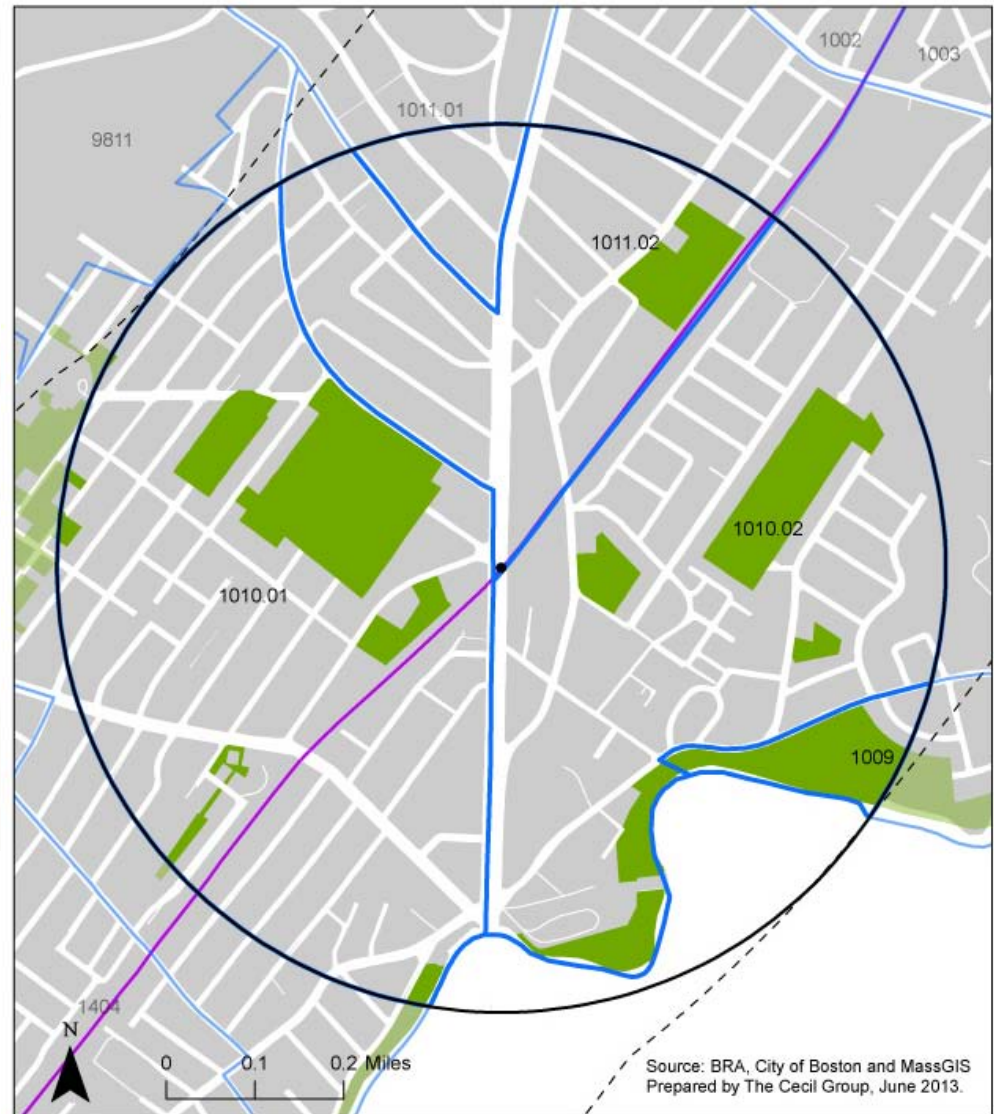 1002
1003
1011.01
9811
1011.02
1010.02
1010.01
1009
1404
N
0 0.1 0.2 Miles
Source: BRA, City of Boston and MassGIS
Prepared by The Cecil Group, June 2013.